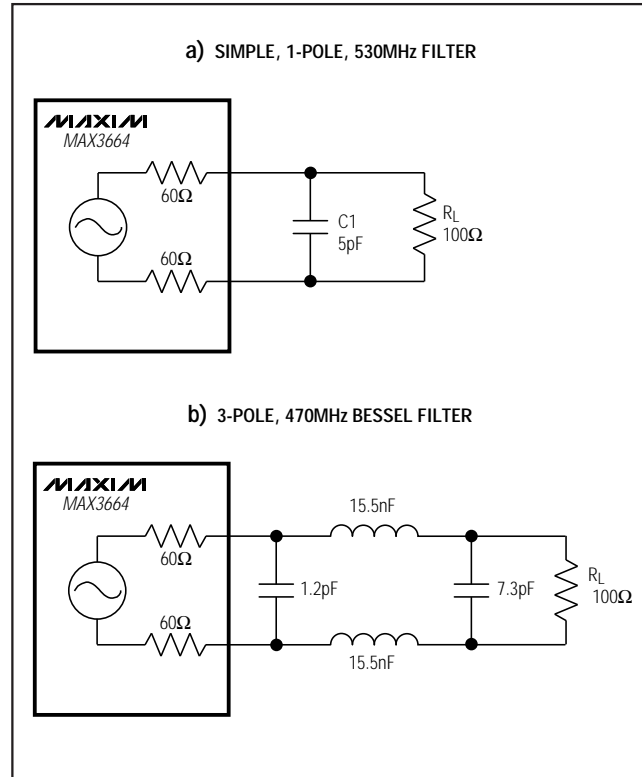 a) SIMPLE, 1-POLE, 530MHz FILTER
MAXIM
MAX3664
60Ω
60Ω
C1
5pF
RL
100Ω
b) 3-POLE, 470MHz BESSEL FILTER
MAXIM
MAX3664
60Ω
60Ω
15.5nF
1.2pF
7.3pF
15.5nF
RL
100Ω